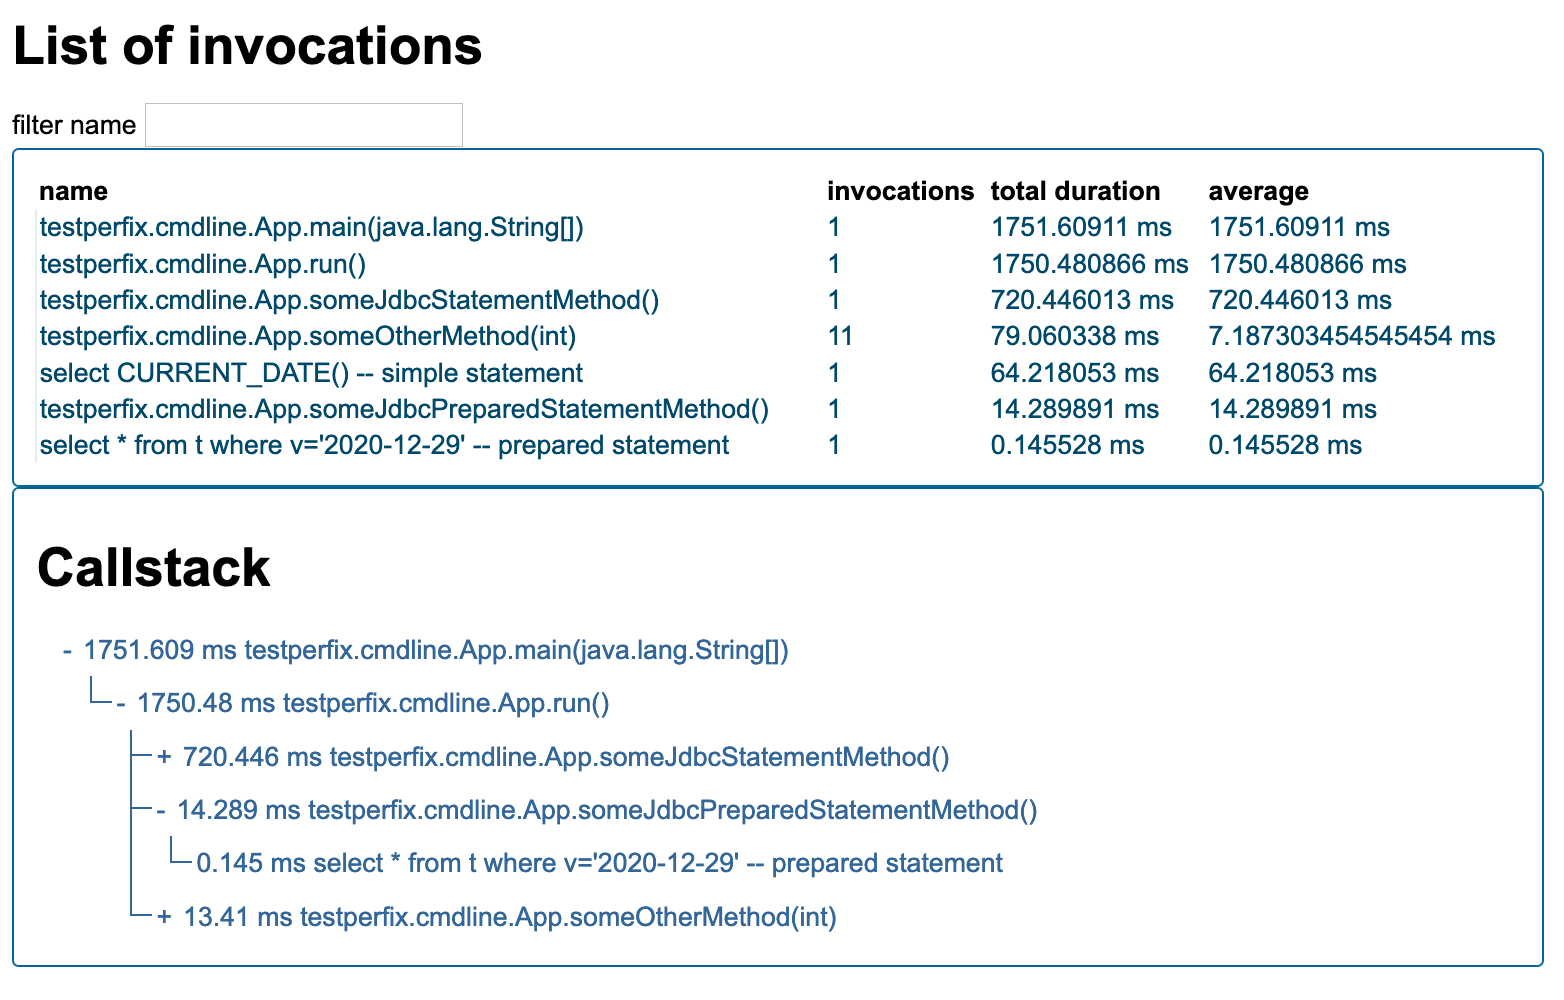 List of invocations
filter name
name invocations total duration average
testperfix.cmdline.App.main(java.lang.String[]) 1 1751.60911 ms 1751.60911 ms
testperfix.cmdline.App.run() 1 1750.480866 ms 1750.480866 ms
testperfix.cmdline.App.someJdbcStatementMethod() 1 720.446013 ms 720.446013 ms
testperfix.cmdline.App.someOtherMethod(int) 11 79.060338 ms 7.187303454545454 ms
select CURRENT_DATE() -- simple statement 1 64.218053 ms 64.218053 ms
testperfix.cmdline.App.someJdbcPreparedStatementMethod() 1 14.289891 ms 14.289891 ms
select * from t where v='2020-12-29' -- prepared statement 1 0.145528 ms 0.145528 ms
Callstack
- 1751.609 ms testperfix.cmdline.App.main(java.lang.String[])
- 1750.48 ms testperfix.cmdline.App.run()
+ 720.446 ms testperfix.cmdline.App.someJdbcStatementMethod()
- 14.289 ms testperfix.cmdline.App.someJdbcPreparedStatementMethod()
0.145 ms select * from t where v='2020-12-29' -- prepared statement
+ 13.41 ms testperfix.cmdline.App.someOtherMethod(int)